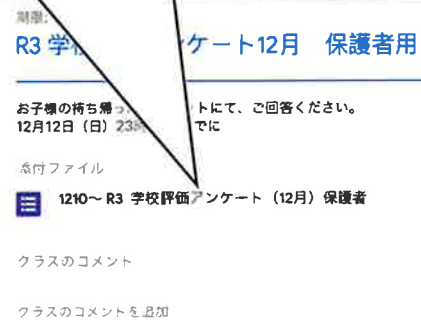 期限:
R3 学 ンケート12月 保護者用
お子様の持ち帰っ トにて、ご回答ください。
12月12日（日）23時 でに
添付ファイル
1210～ R3 学校評価アンケート（12月）保護者
クラスのコメント
クラスのコメントを追加